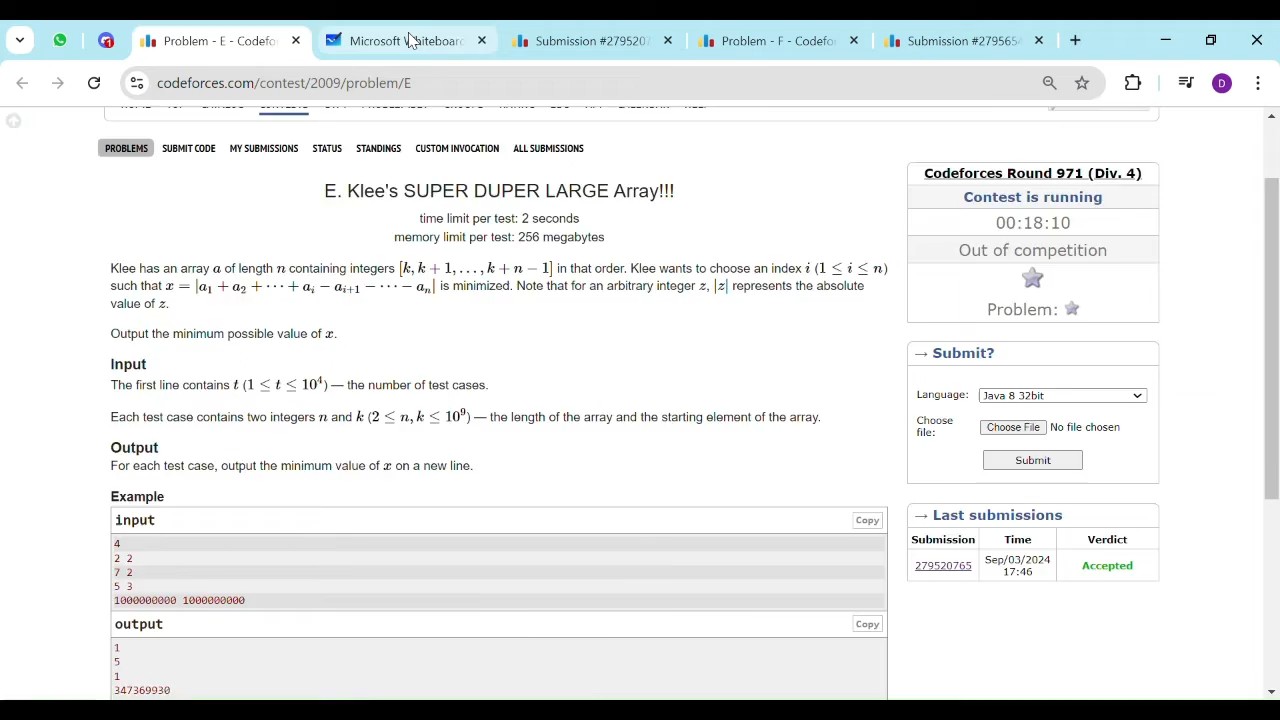 Problem - E - Codefor
Microsoft Whiteboard
Submission #2795207
Problem - F - Codefor
Submission #2795654
codeforces.com/contest/2009/problem/E
D
PROBLEMS SUBMIT CODE MY SUBMISSIONS STATUS STANDINGS CUSTOM INVOCATION ALL SUBMISSIONS
E. Klee's SUPER DUPER LARGE Array!!!
time limit per test: 2 seconds
memory limit per test: 256 megabytes
Klee has an array a of length n containing integers [k, k + 1, …, k + n − 1] in that order. Klee wants to choose an index i (1 ≤ i ≤ n)
such that x = |a₁ + a₂ + ⋯ + aᵢ − aᵢ₊₁ − ⋯ − aₙ| is minimized. Note that for an arbitrary integer z, |z| represents the absolute
value of z.
Output the minimum possible value of x.
Input
The first line contains t (1 ≤ t ≤ 10⁴) — the number of test cases.
Each test case contains two integers n and k (2 ≤ n, k ≤ 10⁹) — the length of the array and the starting element of the array.
Output
For each test case, output the minimum value of x on a new line.
Example
input
Copy
4
2 2
7 2
5 3
1000000000 1000000000
output
Copy
1
5
1
347369930
Codeforces Round 971 (Div. 4)
Contest is running
00:18:10
Out of competition
Problem:
→ Submit?
Language: Java 8 32bit
Choose file: Choose File No file chosen
Submit
→ Last submissions
Submission Time Verdict
279520765 Sep/03/2024 17:46 Accepted